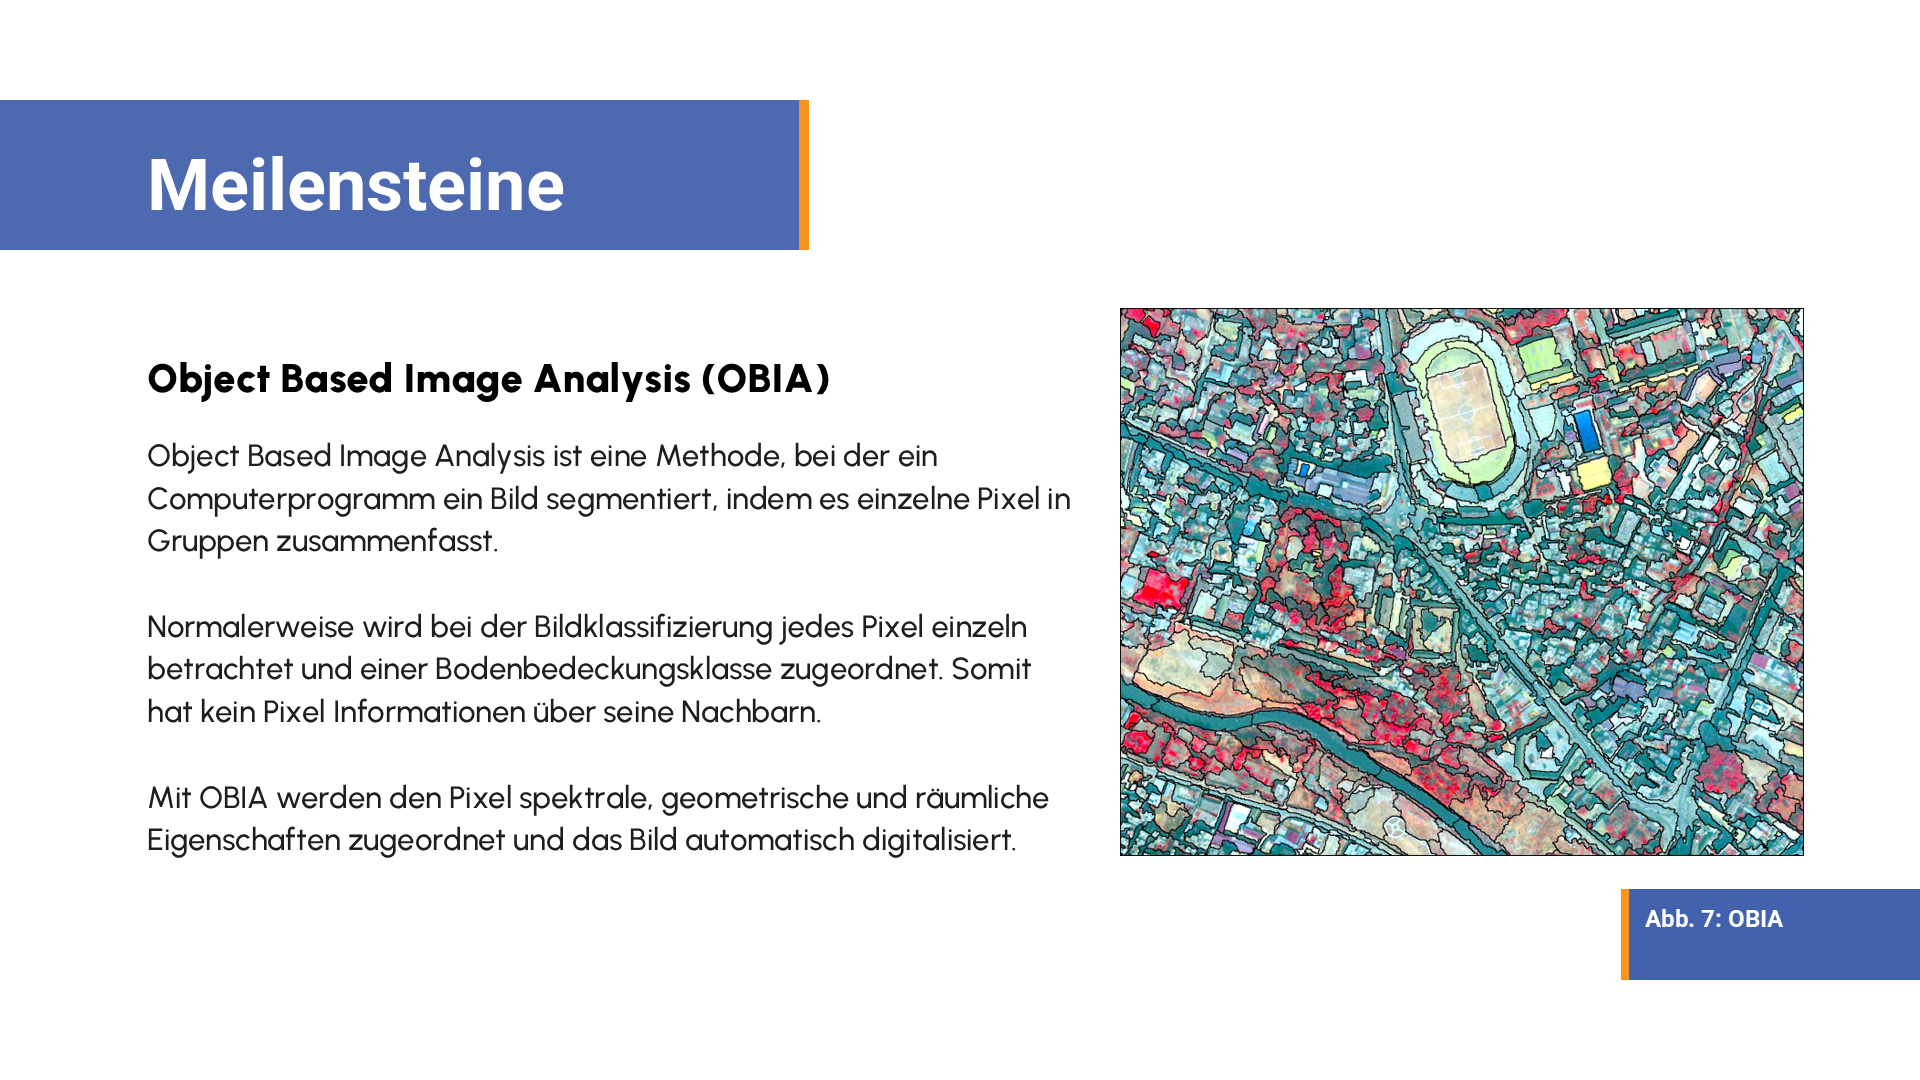 Meilensteine
Object Based Image Analysis (OBIA)
Object Based Image Analysis ist eine Methode, bei der ein
Computerprogramm ein Bild segmentiert, indem es einzelne Pixel in
Gruppen zusammenfasst.
Normalerweise wird bei der Bildklassifizierung jedes Pixel einzeln
betrachtet und einer Bodenbedeckungsklasse zugeordnet. Somit
hat kein Pixel Informationen über seine Nachbarn.
Mit OBIA werden den Pixel spektrale, geometrische und räumliche
Eigenschaften zugeordnet und das Bild automatisch digitalisiert.
Abb. 7: OBIA